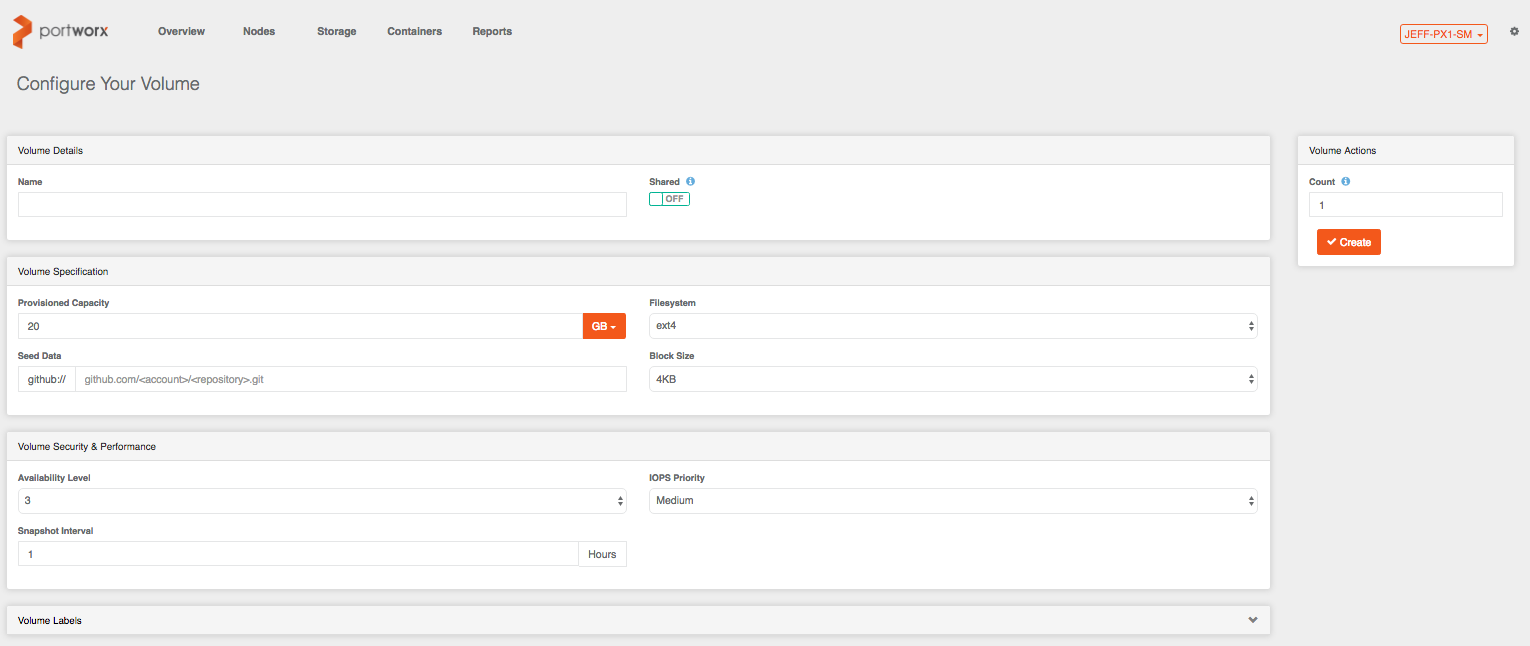 portworx Overview Nodes Storage Containers Reports JEFF-PX1-SM
Configure Your Volume
Volume Details
Name
Shared
OFF
Volume Actions
Count
1
Create
Volume Specification
Provisioned Capacity
20 GB
Filesystem
ext4
Seed Data
github:// github.com/<account>/<repository>.git
Block Size
4KB
Volume Security & Performance
Availability Level
3
IOPS Priority
Medium
Snapshot Interval
1 Hours
Volume Labels